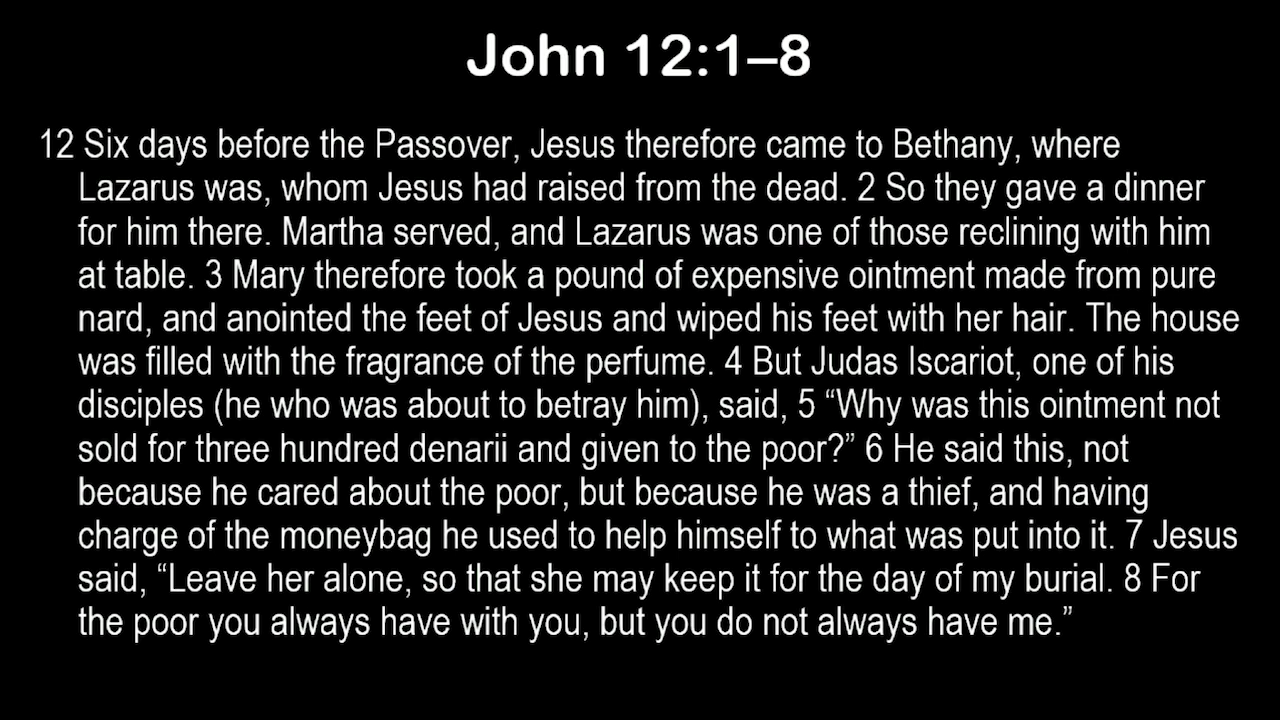 John 12:1–8
12 Six days before the Passover, Jesus therefore came to Bethany, where
Lazarus was, whom Jesus had raised from the dead. 2 So they gave a dinner
for him there. Martha served, and Lazarus was one of those reclining with him
at table. 3 Mary therefore took a pound of expensive ointment made from pure
nard, and anointed the feet of Jesus and wiped his feet with her hair. The house
was filled with the fragrance of the perfume. 4 But Judas Iscariot, one of his
disciples (he who was about to betray him), said, 5 “Why was this ointment not
sold for three hundred denarii and given to the poor?” 6 He said this, not
because he cared about the poor, but because he was a thief, and having
charge of the moneybag he used to help himself to what was put into it. 7 Jesus
said, “Leave her alone, so that she may keep it for the day of my burial. 8 For
the poor you always have with you, but you do not always have me.”